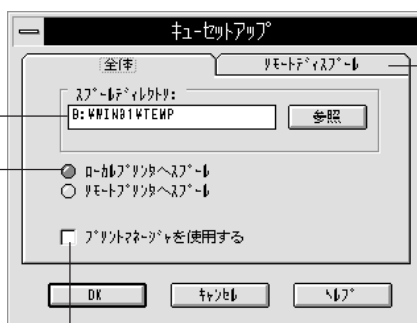 ｷｭｰｾｯﾄｱｯﾌﾟ
全体
ﾘﾓｰﾄﾃﾞｨｽﾌﾟｰﾙ
ｽﾌﾟｰﾙﾃﾞｨﾚｸﾄﾘ:
B:¥WIN31¥TEMP
参照
ﾛｰｶﾙﾌﾟﾘﾝﾀへｽﾌﾟｰﾙ
ﾘﾓｰﾄﾌﾟﾘﾝﾀへｽﾌﾟｰﾙ
ﾌﾟﾘﾝﾄﾏﾈｰｼﾞｬを使用する
OK
ｷｬﾝｾﾙ
ﾍﾙﾌﾟ